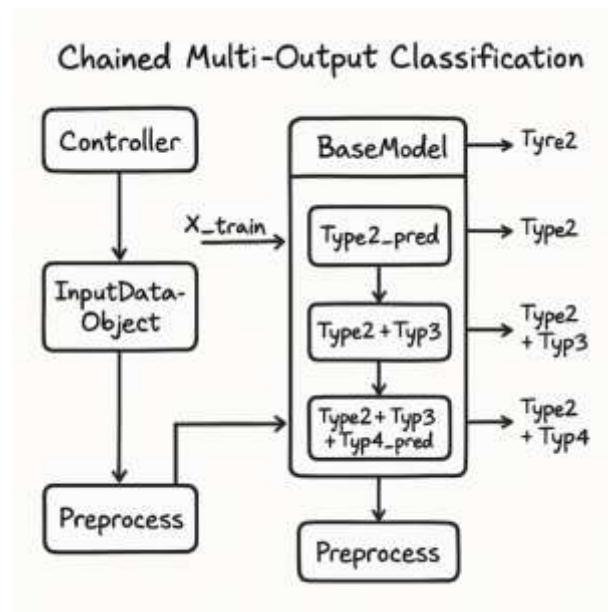 Chained Multi-Output Classification
Controller
InputData-
Object
Preprocess
X_train
BaseModel
Type2_pred
Type2 + Typ3
Type2 + Typ3
+ Typ4_pred
Preprocess
Tyre2
Type2
Type2
+ Typ3
Type2
+ Typ4